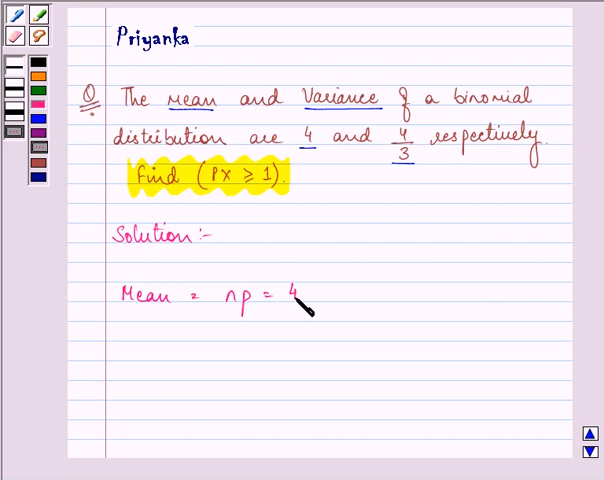 Priyanka
Q. The mean and Variance of a binomial
distribution are 4 and 4/3 respectively.
Find (PX ⩾ 1).
Solution:-
Mean = np = 4